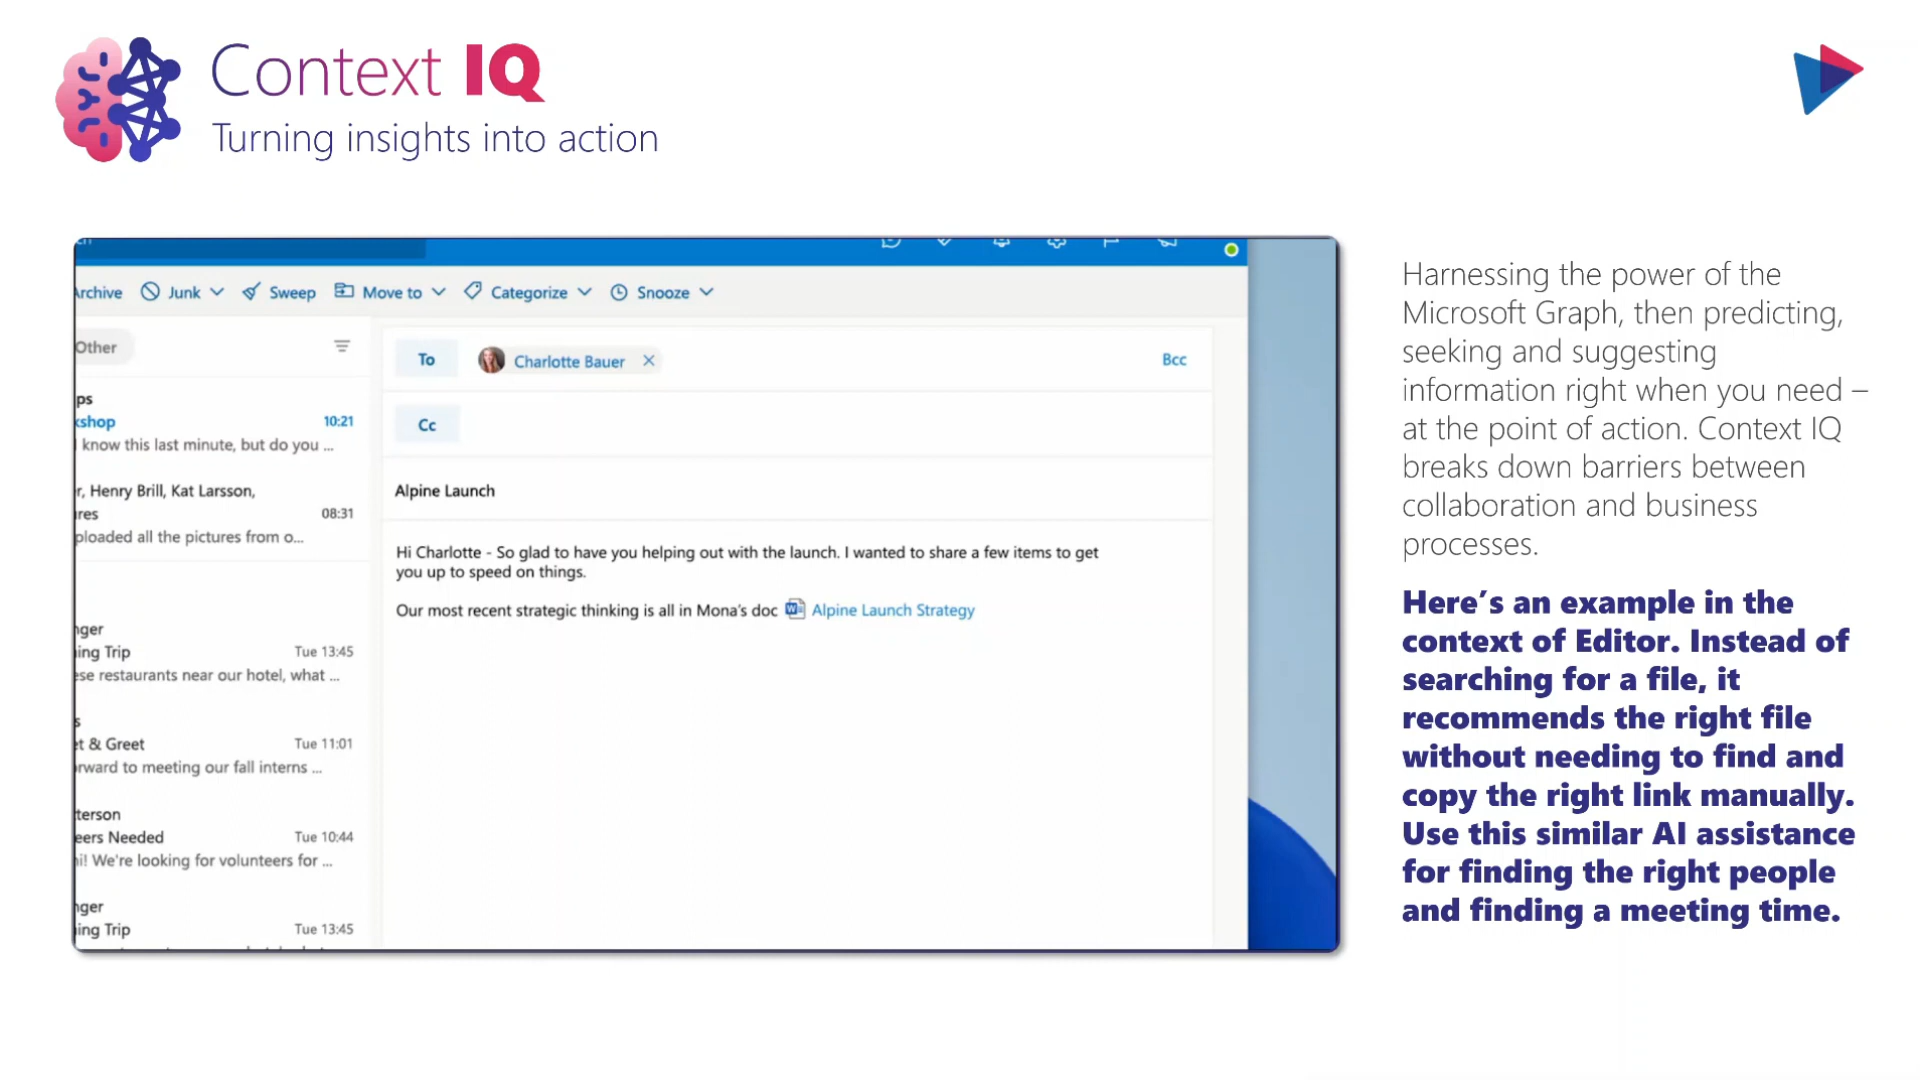 Context IQ
Turning insights into action
Archive Junk Sweep Move to Categorize Snooze
Other
To Charlotte Bauer Bcc
Cc
Alpine Launch
Hi Charlotte - So glad to have you helping out with the launch. I wanted to share a few items to get
you up to speed on things.
Our most recent strategic thinking is all in Mona's doc Alpine Launch Strategy
ps
kshop 10:21
know this last minute, but do you ...
r, Henry Brill, Kat Larsson,
res 08:31
ploaded all the pictures from o...
nger
ing Trip Tue 13:45
ese restaurants near our hotel, what ...
s
et & Greet Tue 11:01
rward to meeting our fall interns ...
terson
eers Needed Tue 10:44
hi! We're looking for volunteers for ...
nger
ing Trip Tue 13:45
Harnessing the power of the
Microsoft Graph, then predicting,
seeking and suggesting
information right when you need –
at the point of action. Context IQ
breaks down barriers between
collaboration and business
processes.
Here's an example in the
context of Editor. Instead of
searching for a file, it
recommends the right file
without needing to find and
copy the right link manually.
Use this similar AI assistance
for finding the right people
and finding a meeting time.